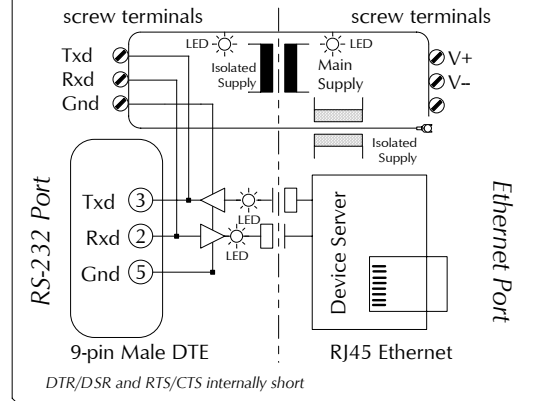 screw terminals
screw terminals
LED
LED
Txd
Rxd
Gnd
Isolated
Supply
Main
Supply
V+
V--
Isolated
Supply
RS-232 Port
Txd 3
Rxd 2
Gnd 5
LED
LED
Device Server
Ethernet Port
9-pin Male DTE
RJ45 Ethernet
DTR/DSR and RTS/CTS internally short